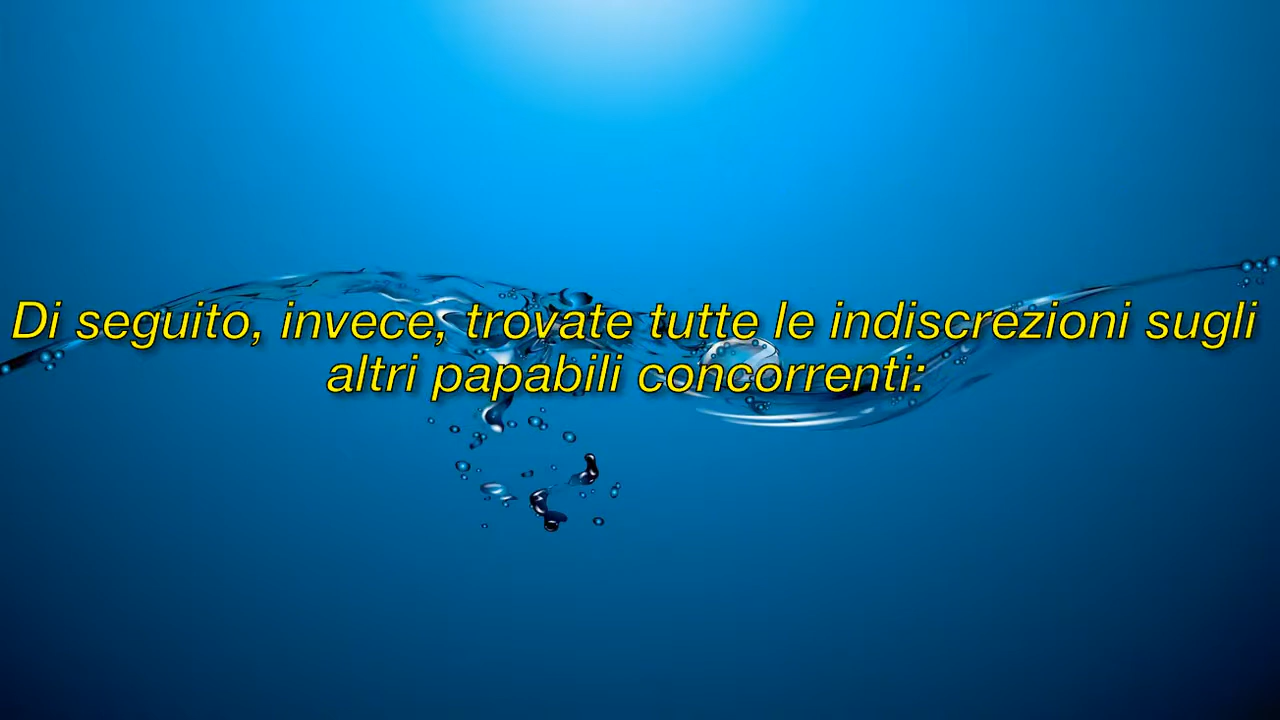 Di seguito, invece, trovate tutte le indiscrezioni sugli
altri papabili concorrenti: